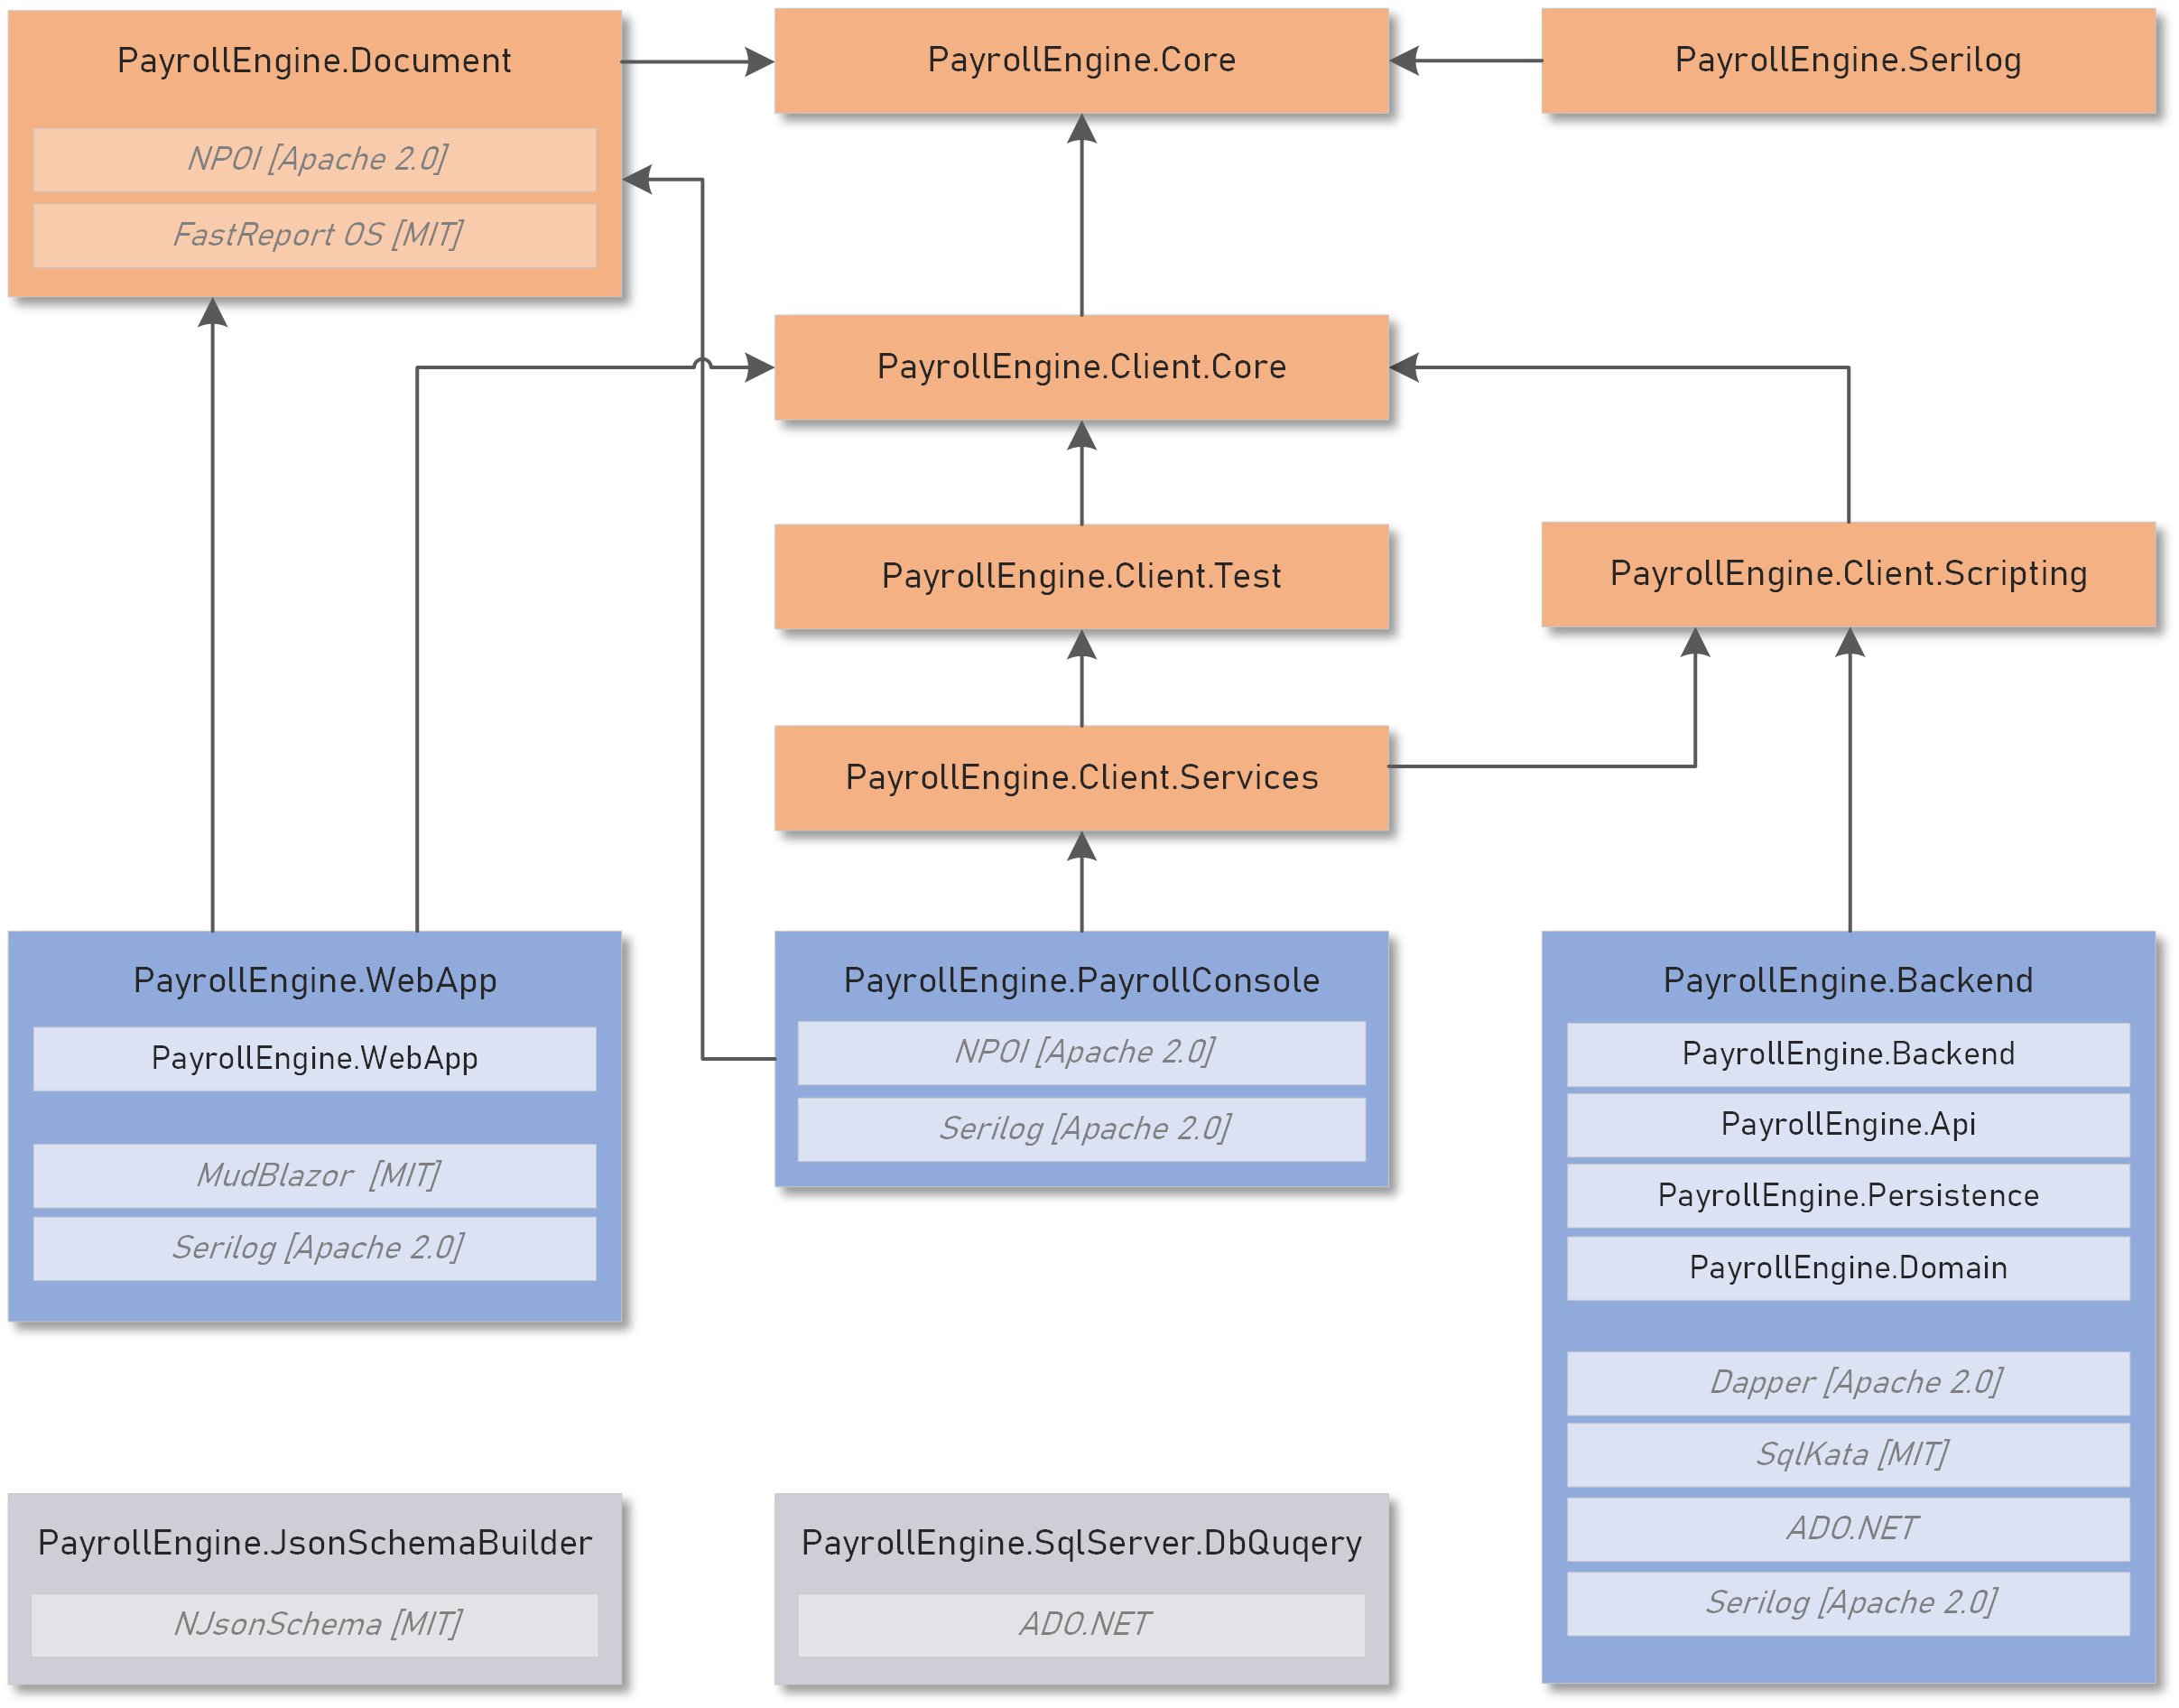 PayrollEngine.Document
NPOI [Apache 2.0]
FastReport OS [MIT]
PayrollEngine.Core
PayrollEngine.Serilog
PayrollEngine.Client.Core
PayrollEngine.Client.Test
PayrollEngine.Client.Scripting
PayrollEngine.Client.Services
PayrollEngine.WebApp
PayrollEngine.WebApp
MudBlazor [MIT]
Serilog [Apache 2.0]
PayrollEngine.PayrollConsole
NPOI [Apache 2.0]
Serilog [Apache 2.0]
PayrollEngine.Backend
PayrollEngine.Backend
PayrollEngine.Api
PayrollEngine.Persistence
PayrollEngine.Domain
Dapper [Apache 2.0]
SqlKata [MIT]
ADO.NET
Serilog [Apache 2.0]
PayrollEngine.JsonSchemaBuilder
NJsonSchema [MIT]
PayrollEngine.SqlServer.DbQuqery
ADO.NET